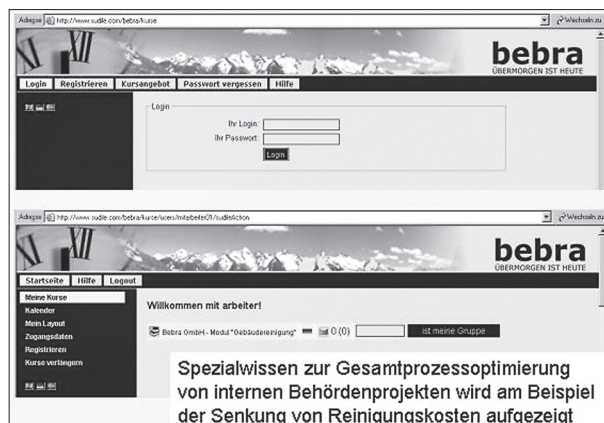 Adresse http://www.sudile.com/bebra/kurse Wechseln zu
XII
XI
bebra
ÜBERMORGEN IST HEUTE
Login Registrieren Kursangebot Passwort vergessen Hilfe
Login
Ihr Login:
Ihr Passwort:
Login
Adresse http://www.sudile.com/bebra/kurse/users/mitarbeiter01/sudileAction Wechseln zu
XII
XI
bebra
ÜBERMORGEN IST HEUTE
Startseite Hilfe Logout
Meine Kurse
Kalender
Mein Layout
Zugangsdaten
Registrieren
Kurse verlängern
Willkommen mit arbeiter!
Bebra GmbH - Modul "Gebäudereinigung" 0 (0) ist meine Gruppe
Spezialwissen zur Gesamtprozessoptimierung
von internen Behördenprojekten wird am Beispiel
der Senkung von Reinigungskosten aufgezeigt